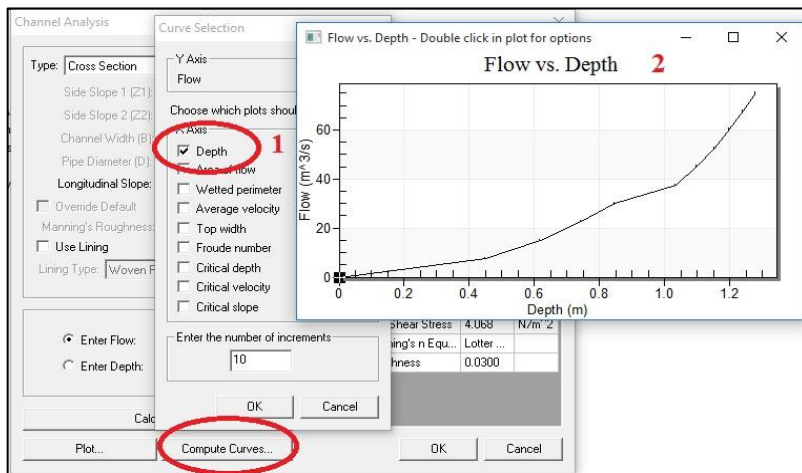 Channel Analysis
Type: Cross Section
Side Slope 1 (Z1):
Side Slope 2 (Z2):
Channel Width (B):
Pipe Diameter (D):
Longitudinal Slope:
Override Default
Manning's Roughness:
Use Lining
Lining Type: Woven
Enter Flow:
Enter Depth:
Plot...
Compute Curves...
OK
Cancel
Shear Stress 4.068 N/m^2
Lotter ...
0.0300
Curve Selection
Y Axis
Flow
Choose which plots
X Axis
Depth
1
Area of flow
Wetted perimeter
Average velocity
Top width
Froude number
Critical depth
Critical velocity
Critical slope
Enter the number of increments
10
OK
Cancel
Flow vs. Depth - Double click in plot for options
Flow vs. Depth
2
Flow (m^3/s)
60
40
20
0
0 0.2 0.4 0.6 0.8 1.0 1.2
Depth (m)